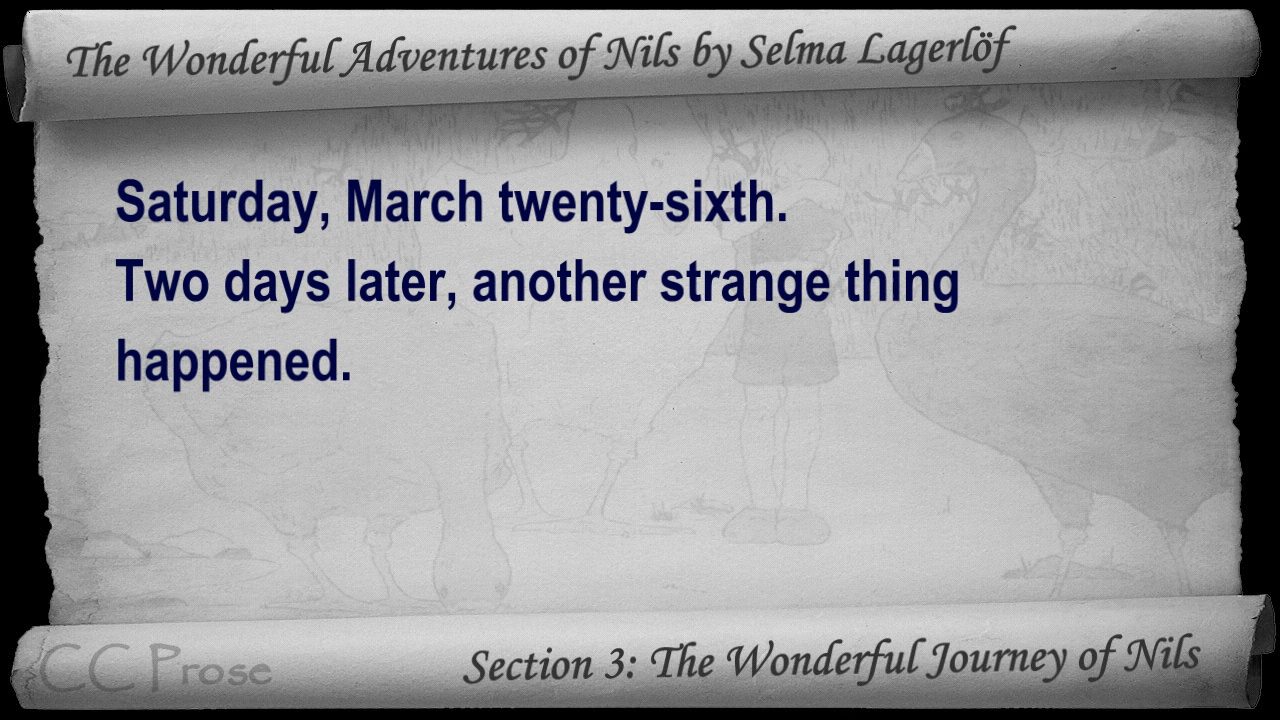 The Wonderful Adventures of Nils by Selma Lagerlöf
Saturday, March twenty-sixth.
Two days later, another strange thing
happened.
CC Prose
Section 3: The Wonderful Journey of Nils